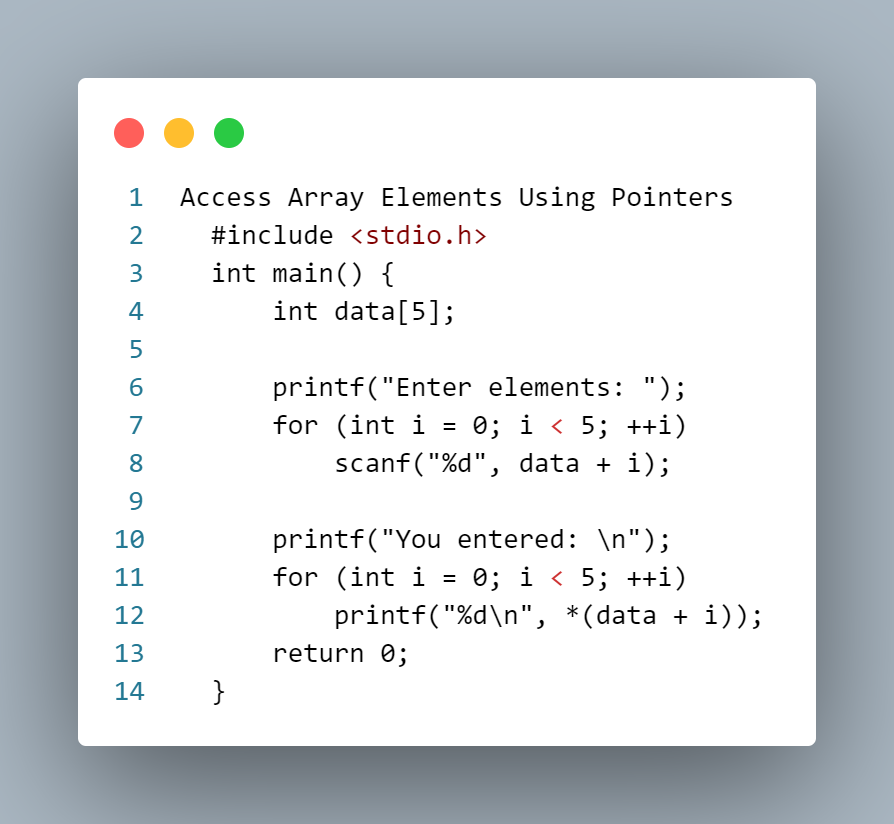 1 Access Array Elements Using Pointers
2 #include <stdio.h>
3 int main() {
4 int data[5];
5
6 printf("Enter elements: ");
7 for (int i = 0; i < 5; ++i)
8 scanf("%d", data + i);
9
10 printf("You entered: \n");
11 for (int i = 0; i < 5; ++i)
12 printf("%d\n", *(data + i));
13 return 0;
14 }